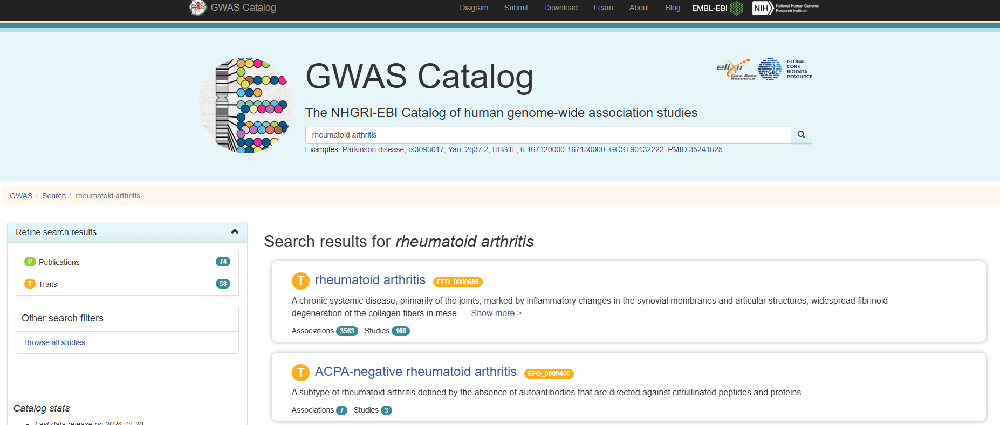 GWAS Catalog
Diagram Submit Download Learn About Blog EMBL-EBI NIH National Human Genome Research Institute
GWAS Catalog
elixir Core Data Resource
GBC GLOBAL CORE BIODATA RESOURCE
The NHGRI-EBI Catalog of human genome-wide association studies
rheumatoid arthritis
Examples: Parkinson disease, rs3093017, Yao, 2q37.2, HBS1L, 6:167120000-167130000, GCST90132222, PMID:35241825
GWAS / Search / rheumatoid arthritis
Refine search results
P Publications 74
T Traits 58
Other search filters
Browse all studies
Catalog stats
Last data release on 2024-11-20
Search results for rheumatoid arthritis
T rheumatoid arthritis EFO_0000685
A chronic systemic disease, primarily of the joints, marked by inflammatory changes in the synovial membranes and articular structures, widespread fibrinoid
degeneration of the collagen fibers in mese... Show more >
Associations 3563 Studies 168
T ACPA-negative rheumatoid arthritis EFO_0009460
A subtype of rheumatoid arthritis defined by the absence of autoantibodies that are directed against citrullinated peptides and proteins.
Associations 7 Studies 3